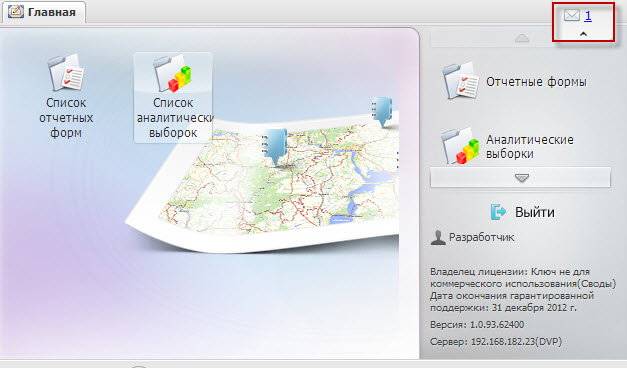 Главная
1
Список
отчетных
форм
Список
аналитически
выборок
Отчетные формы
Аналитические
выборки
Выйти
Разработчик
Владелец лицензии: Ключ не для
коммерческого использования(Своды)
Дата окончания гарантированной
поддержки: 31 декабря 2012 г.
Версия: 1.0.93.62400
Сервер: 192.168.182.23(DVP)